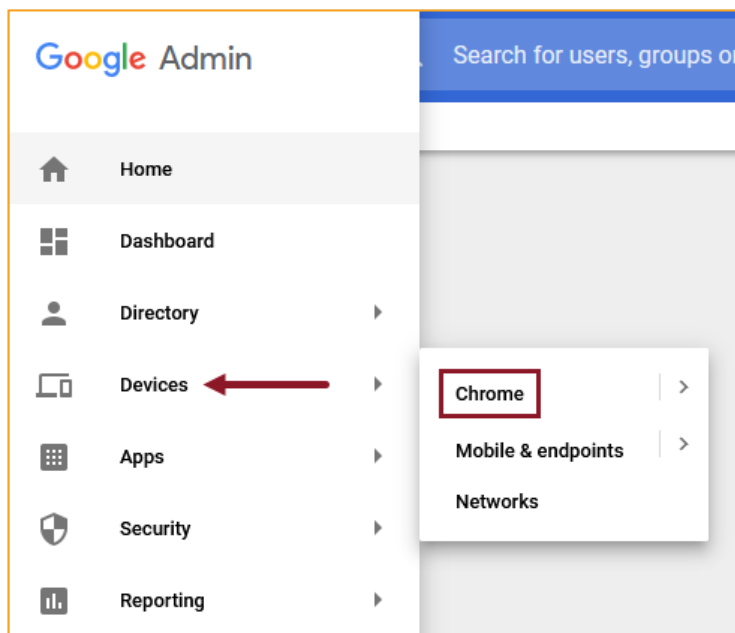 Google Admin
Search for users, groups or
Home
Dashboard
Directory
Devices
Chrome
Mobile & endpoints
Networks
Apps
Security
Reporting